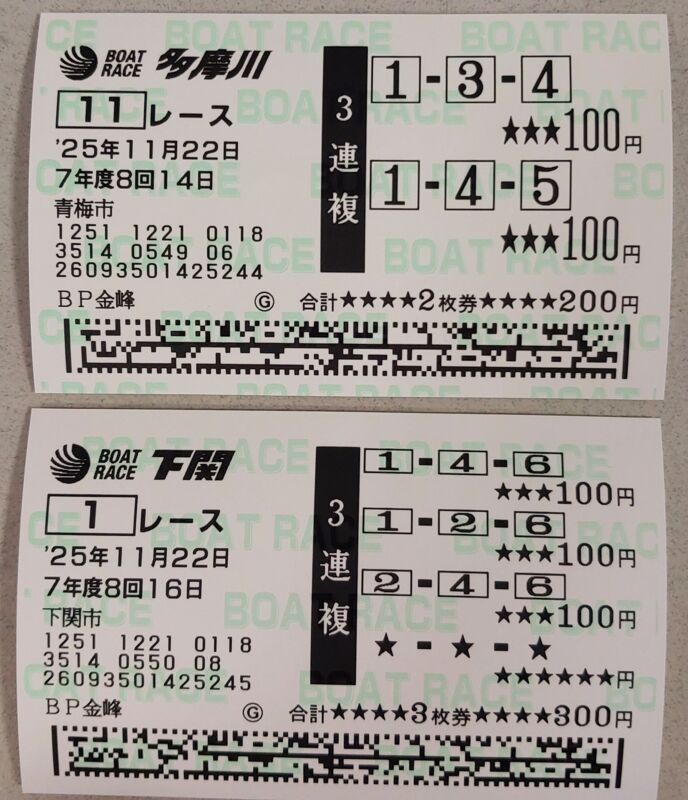 BOAT RACE 多摩川
11レース
'25年11月22日
7年度8回14日
青梅市
1251 1221 0118
3514 0549 06
26093501425244
BP金峰
3連複
1-3-4
★★★100円
1-4-5
★★★100円
Ⓖ 合計★★★★2枚券★★★★200円
BOAT RACE 下関
1レース
'25年11月22日
7年度8回16日
下関市
1251 1221 0118
3514 0550 08
26093501425245
BP金峰
3連複
1-4-6
★★★100円
1-2-6
★★★100円
2-4-6
★★★100円
★-★-★
★★★★★★円
Ⓖ 合計★★★★3枚券★★★★300円